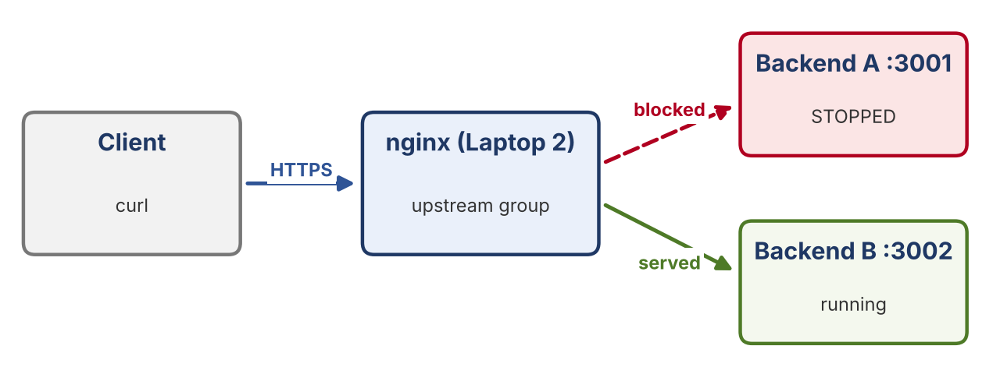 Client
curl
HTTPS
nginx (Laptop 2)
upstream group
blocked
served
Backend A :3001
STOPPED
Backend B :3002
running